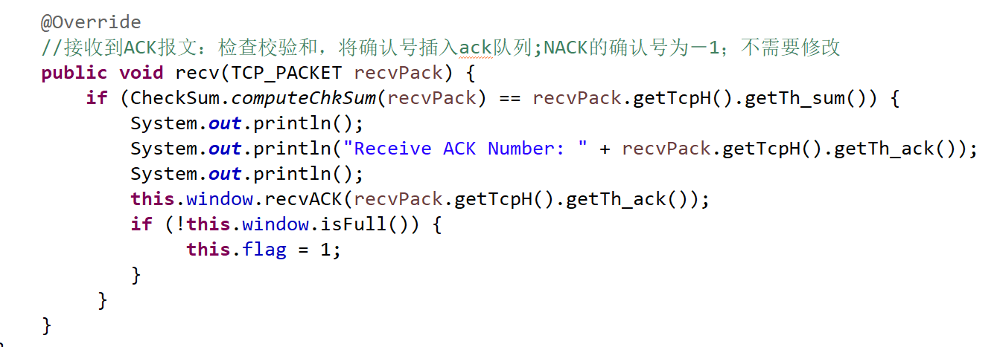 @Override
//接收到ACK报文：检查校验和，将确认号插入ack队列;NACK的确认号为－1；不需要修改
public void recv(TCP_PACKET recvPack) {
if (CheckSum.computeChkSum(recvPack) == recvPack.getTcpH().getTh_sum()) {
System.out.println();
System.out.println("Receive ACK Number: " + recvPack.getTcpH().getTh_ack());
System.out.println();
this.window.recvACK(recvPack.getTcpH().getTh_ack());
if (!this.window.isFull()) {
this.flag = 1;
}
}
}